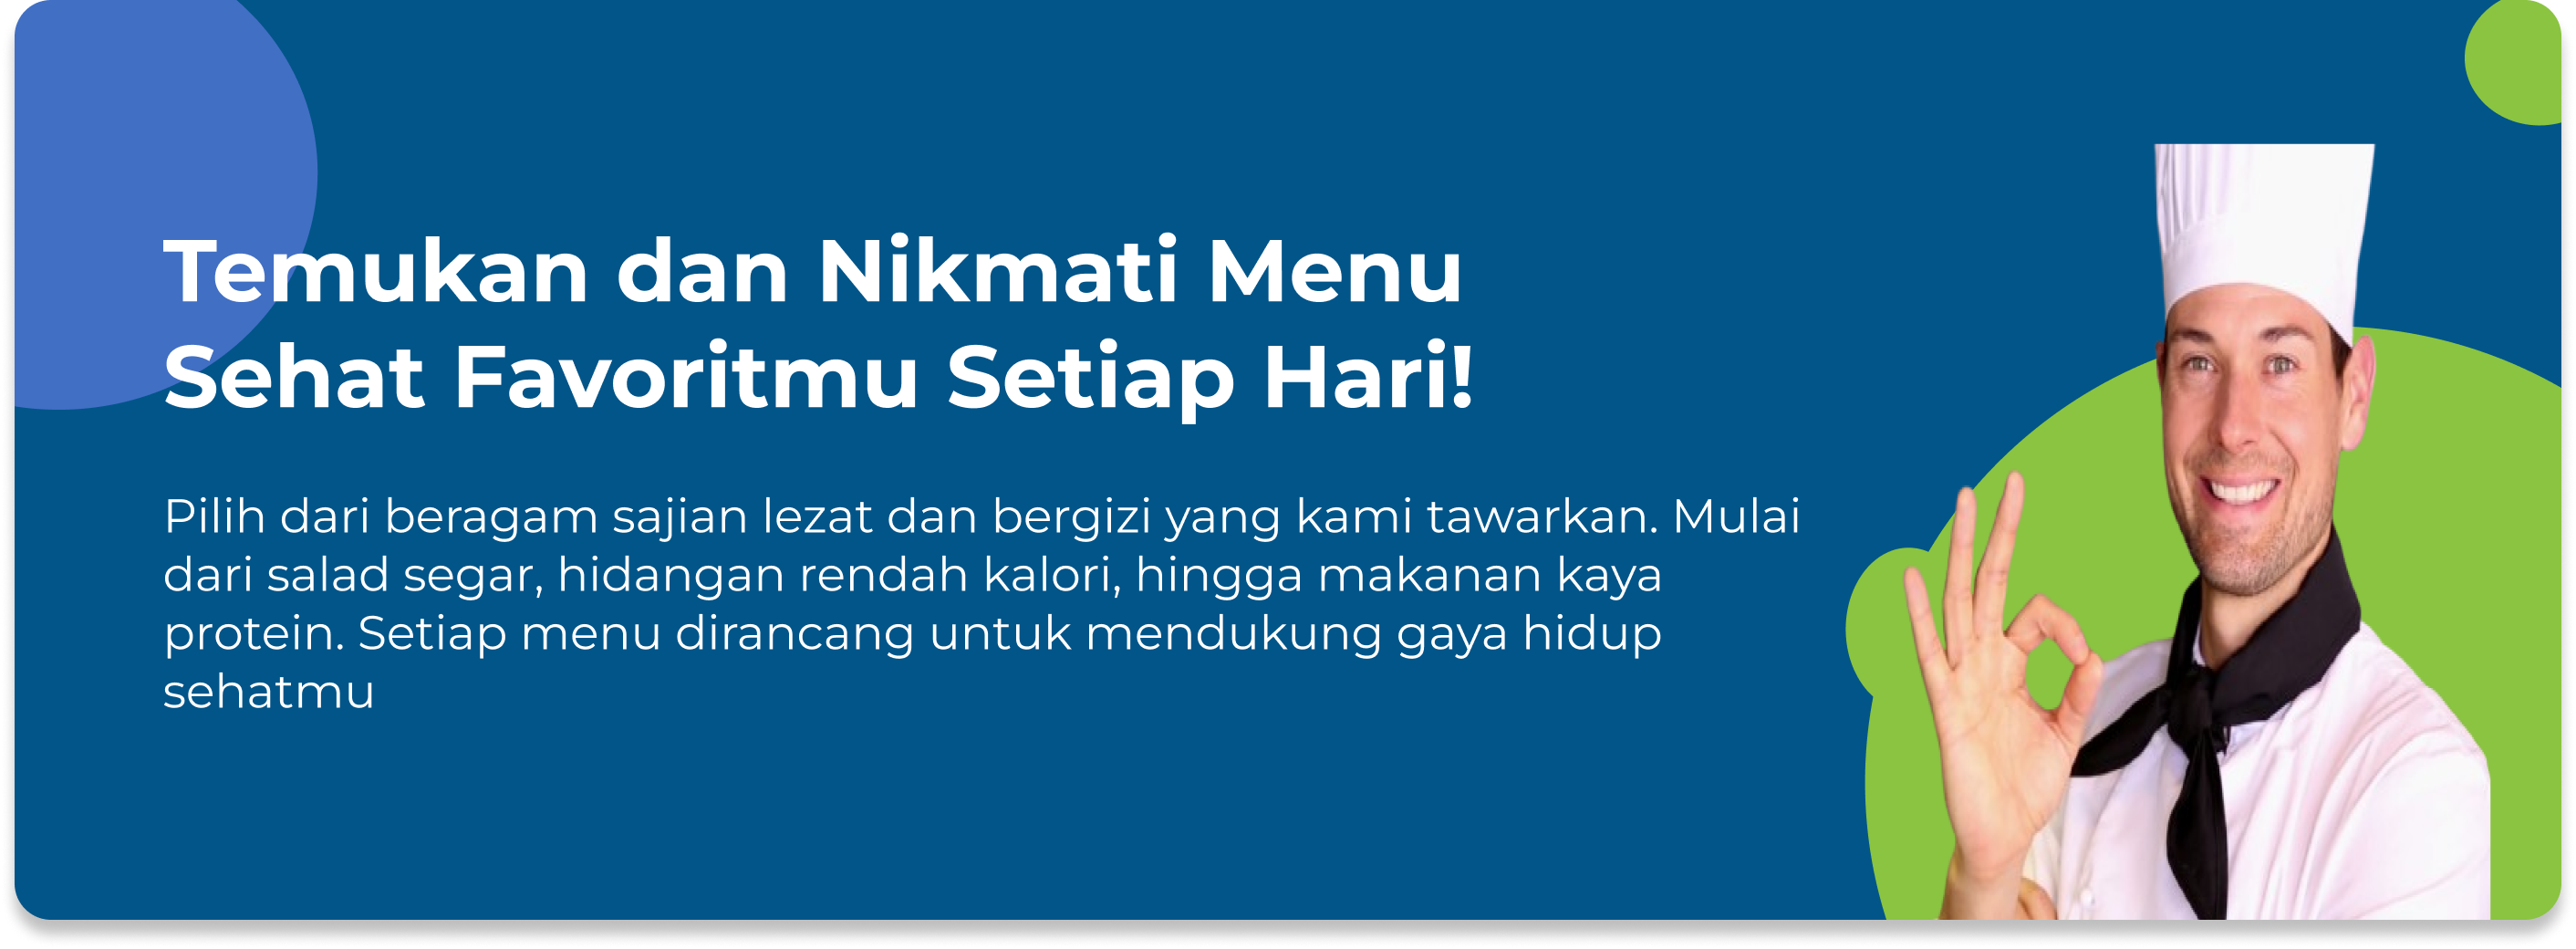 Temukan dan Nikmati Menu
Sehat Favoritmu Setiap Hari!
Pilih dari beragam sajian lezat dan bergizi yang kami tawarkan. Mulai
dari salad segar, hidangan rendah kalori, hingga makanan kaya
protein. Setiap menu dirancang untuk mendukung gaya hidup
sehatmu